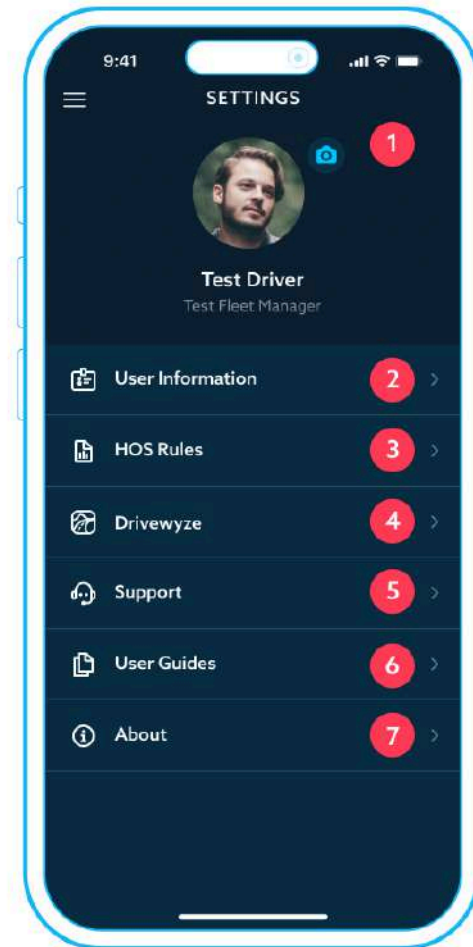 9:41
SETTINGS
1
Test Driver
Test Fleet Manager
User Information 2
HOS Rules 3
Drivewyze 4
Support 5
User Guides 6
About 7